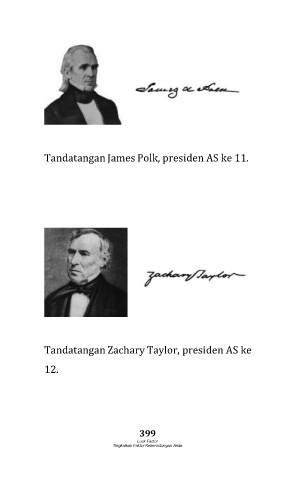 Tandatangan James Polk, presiden AS ke 11.
Zachary Taylor
Tandatangan Zachary Taylor, presiden AS ke
12.
399
Luck Factor
Tingkatkan Faktor Keberuntungan Anda